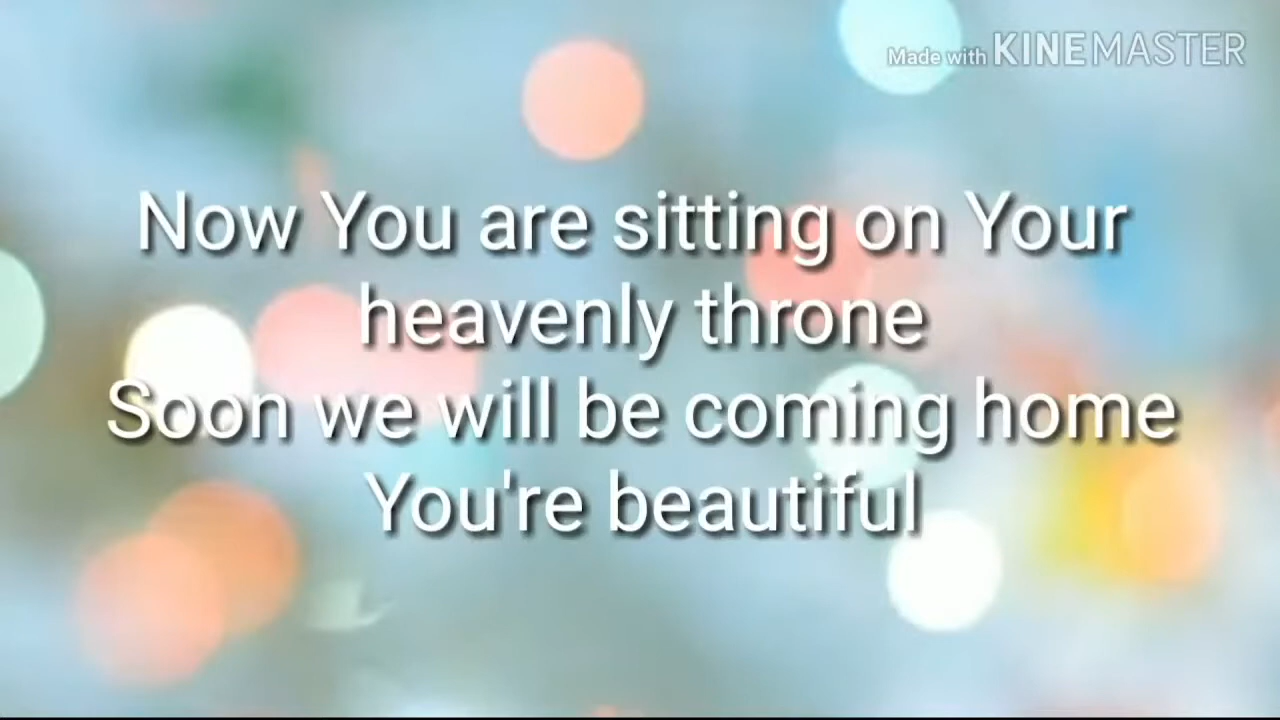 Made with KINEMASTER
Now You are sitting on Your
heavenly throne
Soon we will be coming home
You're beautiful